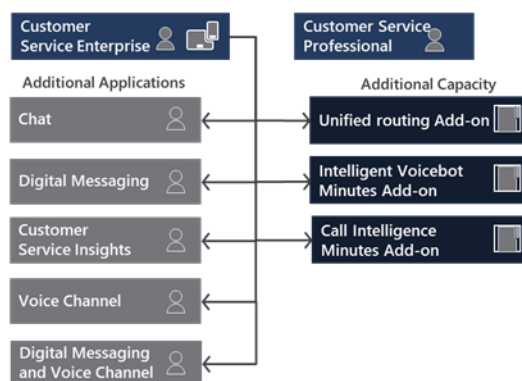 Customer
Service Enterprise
Customer Service
Professional
Additional Applications
Additional Capacity
Chat
Unified routing Add-on
Digital Messaging
Intelligent Voicebot
Minutes Add-on
Customer
Service Insights
Call Intelligence
Minutes Add-on
Voice Channel
Digital Messaging
and Voice Channel